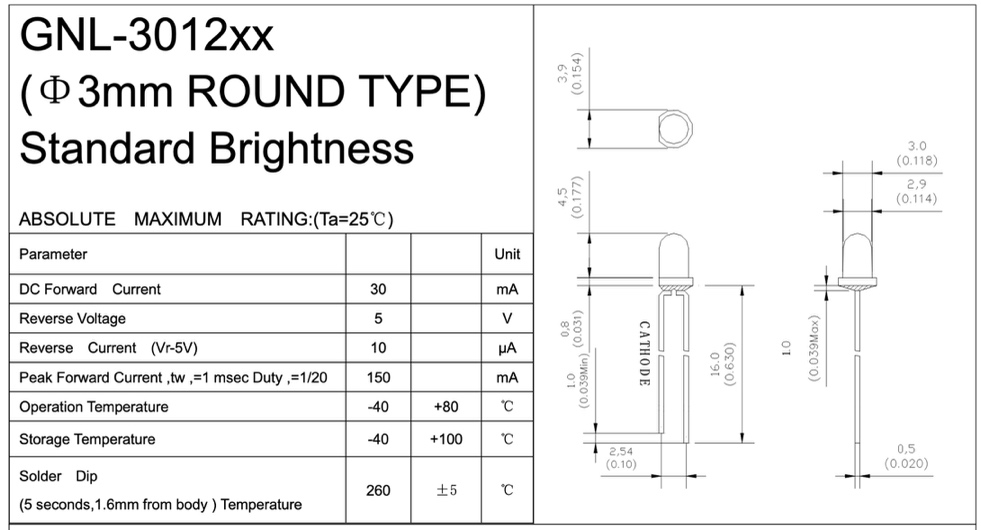 GNL-3012xx
(Φ3mm ROUND TYPE)
Standard Brightness
ABSOLUTE MAXIMUM RATING:(Ta=25℃)
Parameter Unit
DC Forward Current 30 mA
Reverse Voltage 5 V
Reverse Current (Vr-5V) 10 μA
Peak Forward Current ,tw ,=1 msec Duty ,=1/20 150 mA
Operation Temperature -40 +80 ℃
Storage Temperature -40 +100 ℃
Solder Dip
(5 seconds,1.6mm from body ) Temperature 260 ±5 ℃
3,9
(0.154)
4,5
(0.177)
0,8
(0.031)
1.0
(0.039Min)
CATHODE
16.0
(0.630)
2,54
(0.10)
3.0
(0.118)
2,9
(0.114)
1.0
(0.039Max)
0,5
(0.020)